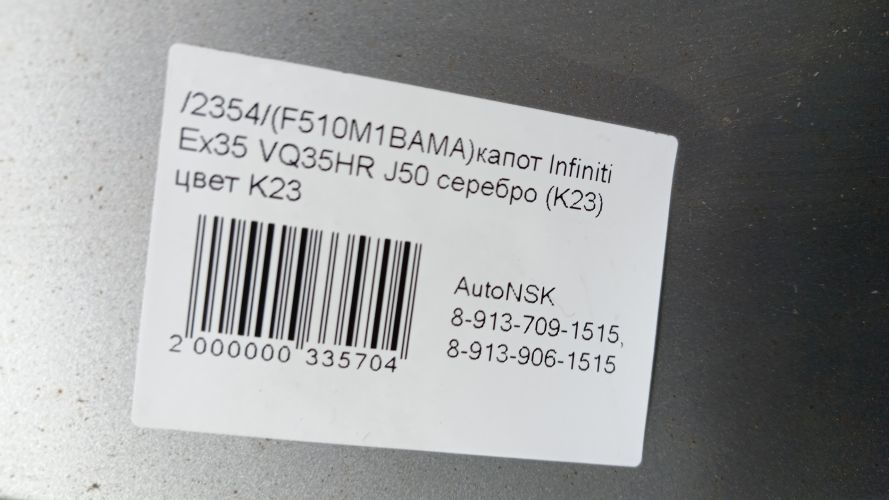 /2354/(F510M1BAMA)капот Infiniti
Ex35 VQ35HR J50 серебро (K23)
цвет K23
AutoNSK
8-913-709-1515,
8-913-906-1515
2 000000 335704